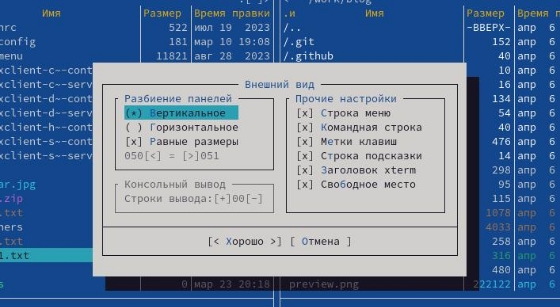 .[^]>
~/work/blog
Имя Размер Время правки
.и Имя Размер Время правки
nrc 522 июл 19 2023
config 181 мар 10 19:08
menu 11821 авг 28 2023
xclient-c--cont
xclient-c--serv
xclient-d--cont
xclient-d--serv
xclient-h--cont
xclient-s--serv
ar.jpg
.zip
.txt
ners
.txt
1.txt
s 0 мар 23 20:18
/.. -ВВЕРХ- апр 6
/.git 152 апр 6
/.github 40 апр 6
10 апр 6
16 апр 6
134 апр 6
54 апр 6
40 апр 6
476 апр 6
14 апр 6
298 апр 6
95 апр 6
115 апр 6
1078 апр 6
4033 апр 6
258 апр 6
316 апр 6
480 апр 6
preview.png 222122 апр 6
Внешний вид
Разбиение панелей
(*) Вертикальное
( ) Горизонтальное
[x] Равные размеры
050[<] = [>]051
Консольный вывод
Строки вывода:[+]00[-]
Прочие настройки
[x] Строка меню
[x] Командная строка
[x] Метки клавиш
[x] Строка подсказки
[x] Заголовок xterm
[x] Свободное место
[< Хорошо >] [ Отмена ]